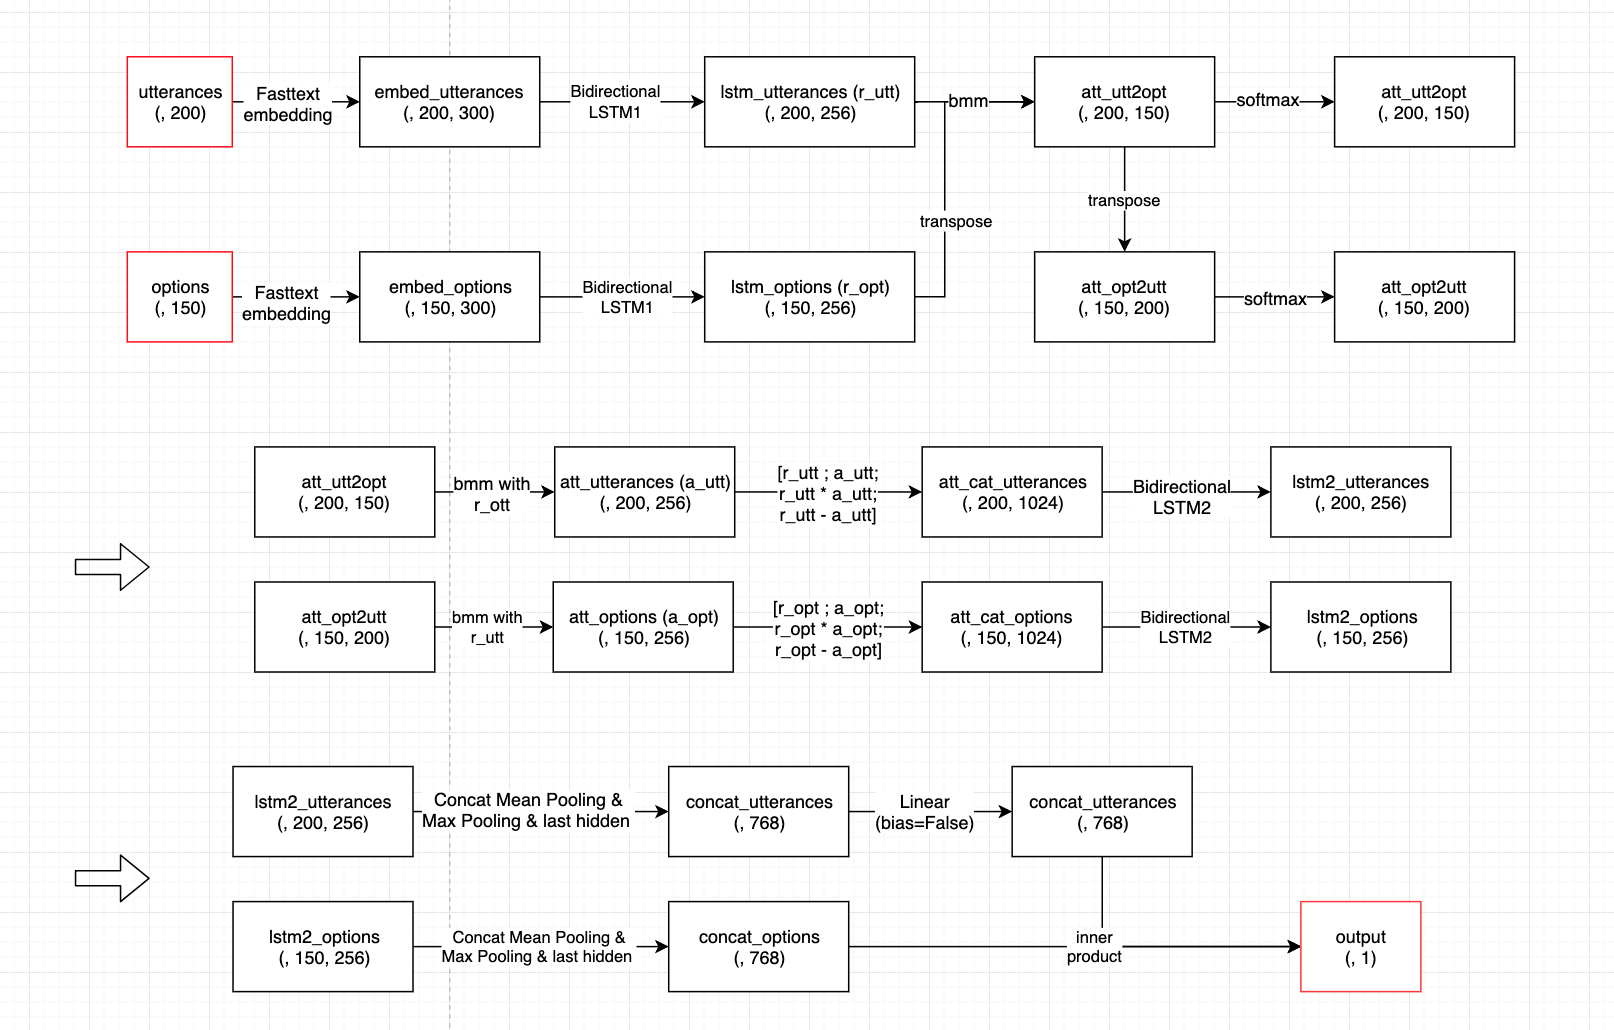 utterances
(, 200)
Fasttext
embedding
embed_utterances
(, 200, 300)
Bidirectional
LSTM1
lstm_utterances (r_utt)
(, 200, 256)
bmm
att_utt2opt
(, 200, 150)
softmax
att_utt2opt
(, 200, 150)
transpose
transpose
options
(, 150)
Fasttext
embedding
embed_options
(, 150, 300)
Bidirectional
LSTM1
lstm_options (r_opt)
(, 150, 256)
att_opt2utt
(, 150, 200)
softmax
att_opt2utt
(, 150, 200)
att_utt2opt
(, 200, 150)
bmm with
r_ott
att_utterances (a_utt)
(, 200, 256)
[r_utt ; a_utt;
r_utt * a_utt;
r_utt - a_utt]
att_cat_utterances
(, 200, 1024)
Bidirectional
LSTM2
lstm2_utterances
(, 200, 256)
att_opt2utt
(, 150, 200)
bmm with
r_utt
att_options (a_opt)
(, 150, 256)
[r_opt ; a_opt;
r_opt * a_opt;
r_opt - a_opt]
att_cat_options
(, 150, 1024)
Bidirectional
LSTM2
lstm2_options
(, 150, 256)
lstm2_utterances
(, 200, 256)
Concat Mean Pooling &
Max Pooling & last hidden
concat_utterances
(, 768)
Linear
(bias=False)
concat_utterances
(, 768)
lstm2_options
(, 150, 256)
Concat Mean Pooling &
Max Pooling & last hidden
concat_options
(, 768)
inner
product
output
(, 1)